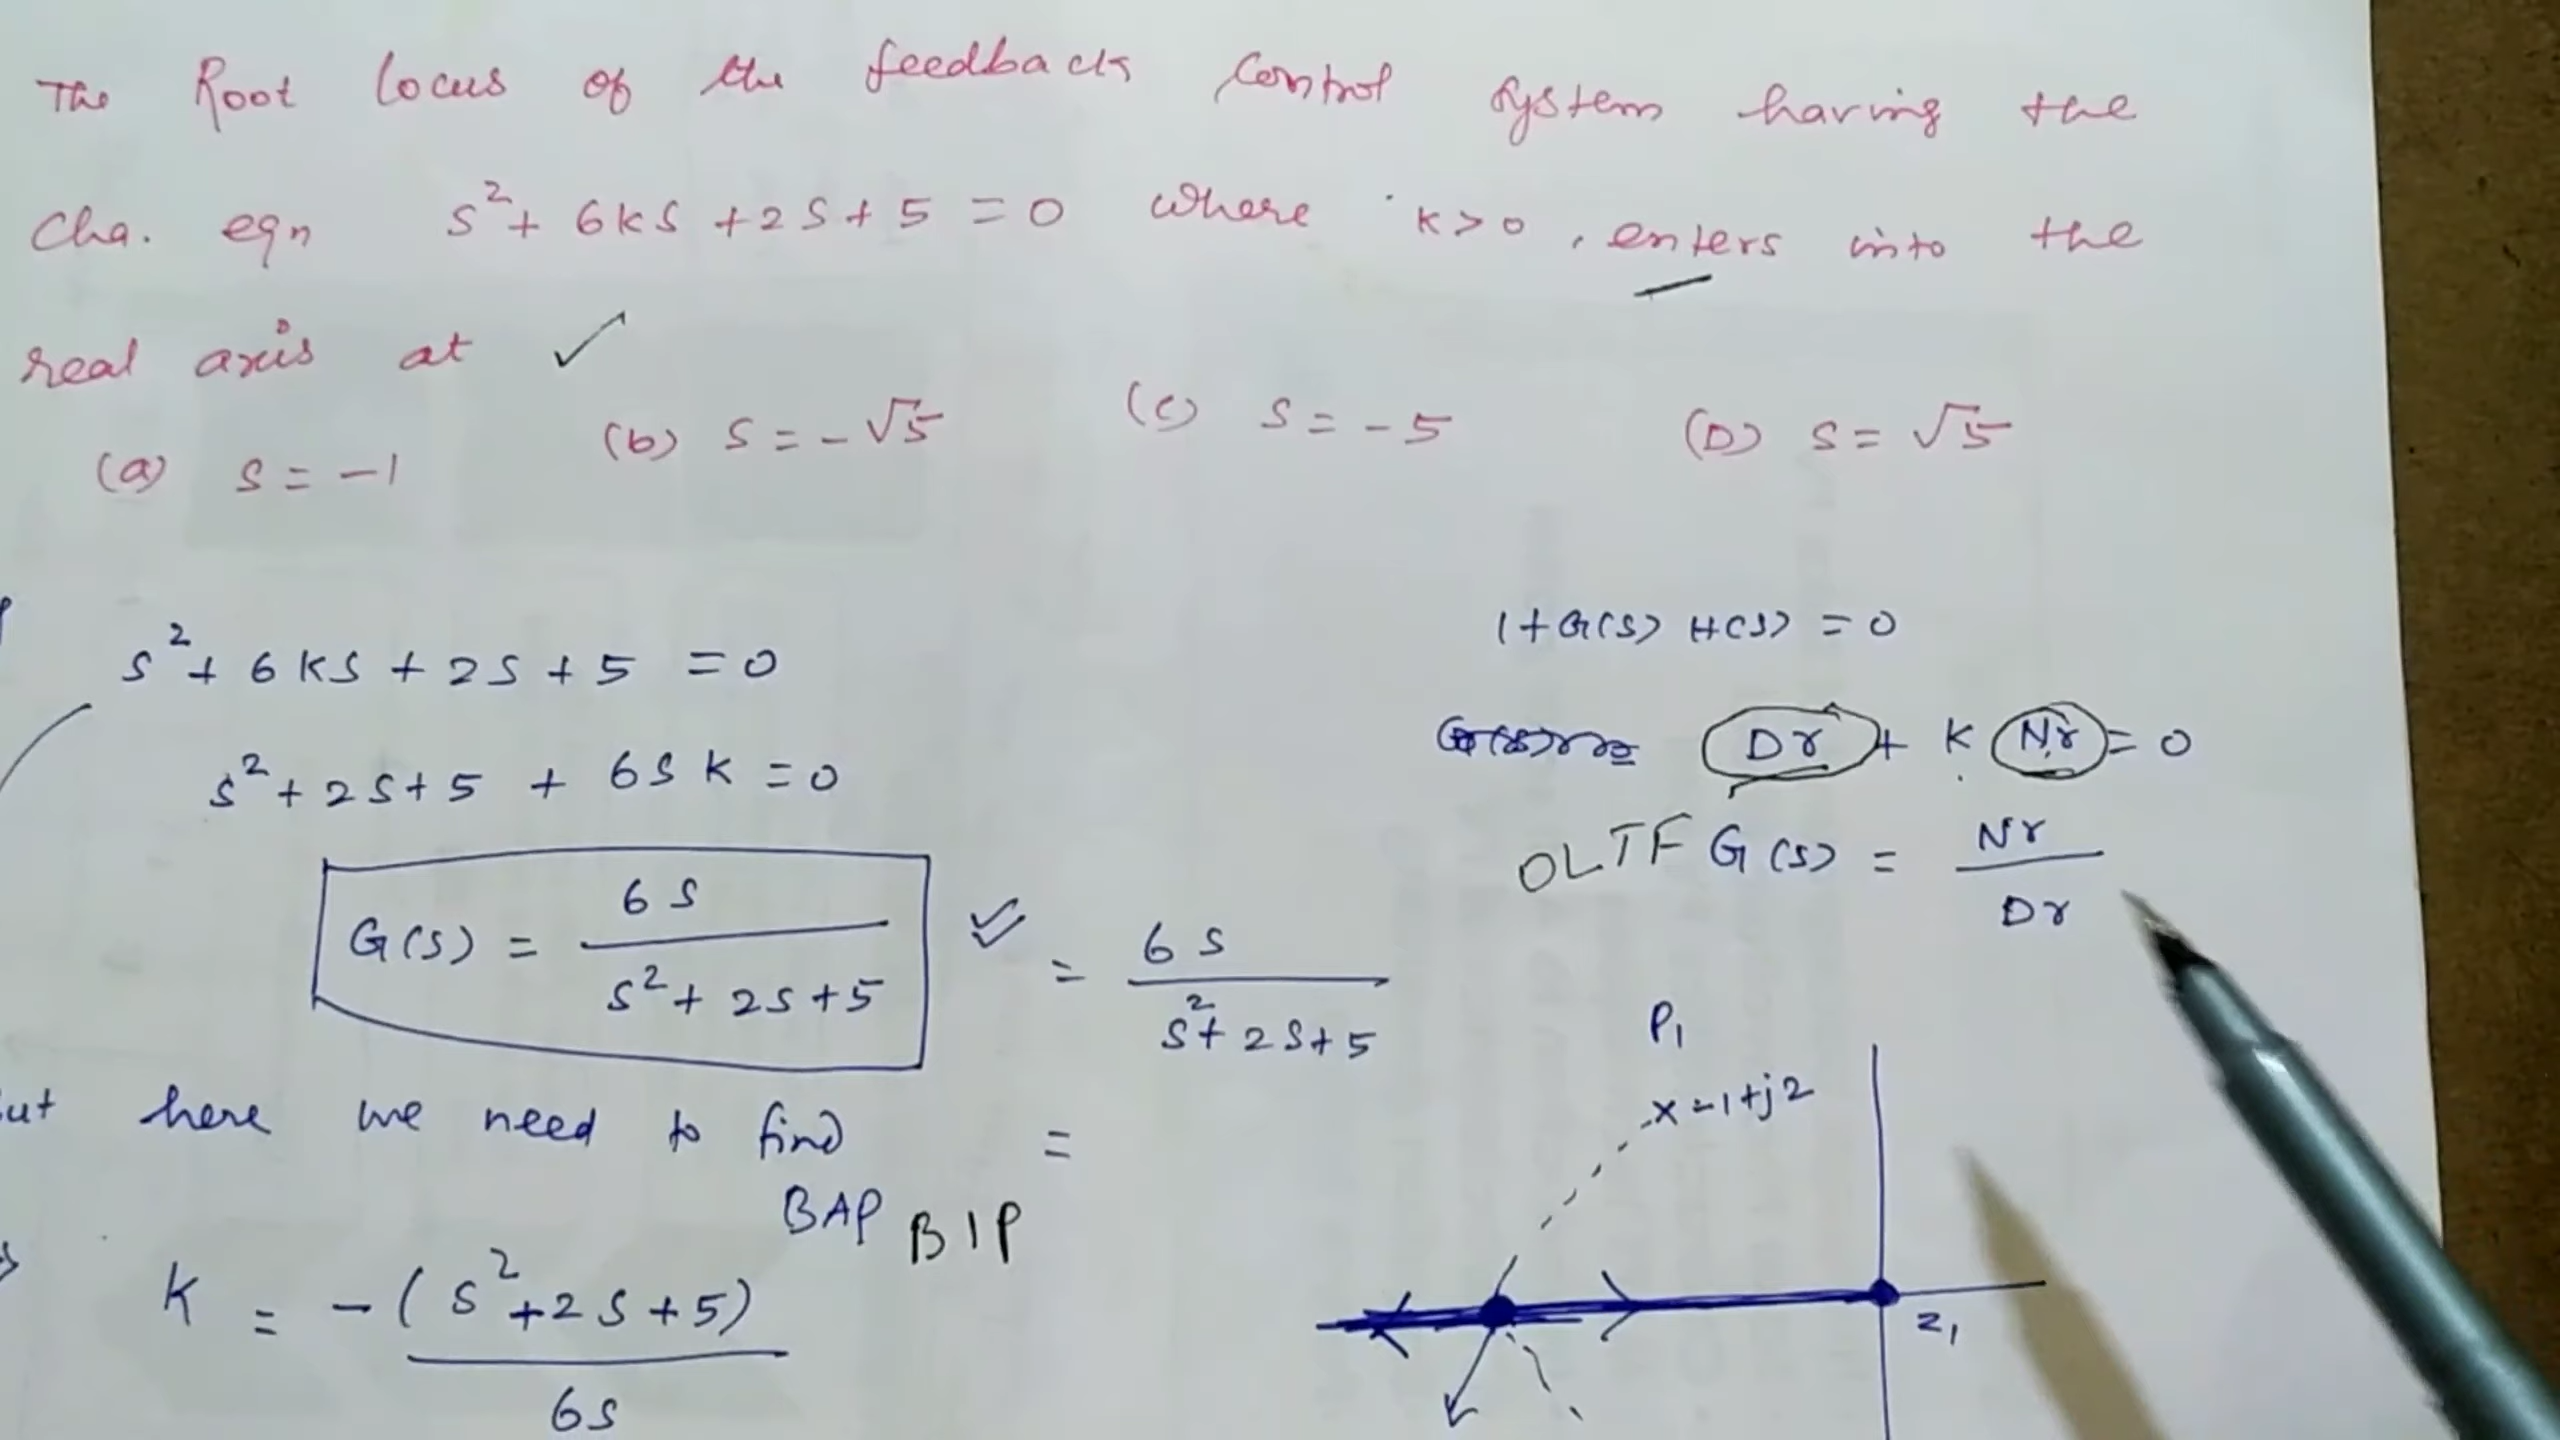 The Root locus of the feedback Control system having the
Cha. eqn s² + 6ks + 2s + 5 = 0 where k > 0, enters into the
real axis at ✓
(a) s = -1 (b) s = -√5 (c) s = -5 (D) s = √5
1 + G(s) H(s) = 0
s² + 6ks + 2s + 5 = 0
Dr + k Nr = 0
s² + 2s + 5 + 6s k = 0
OLTF G(s) = Nr / Dr
G(s) = 6s / s² + 2s + 5 = 6s / s² + 2s + 5
P₁
x -1+j2
here we need to find =
BAP BIP
z₁
k = -(s² + 2s + 5) / 6s